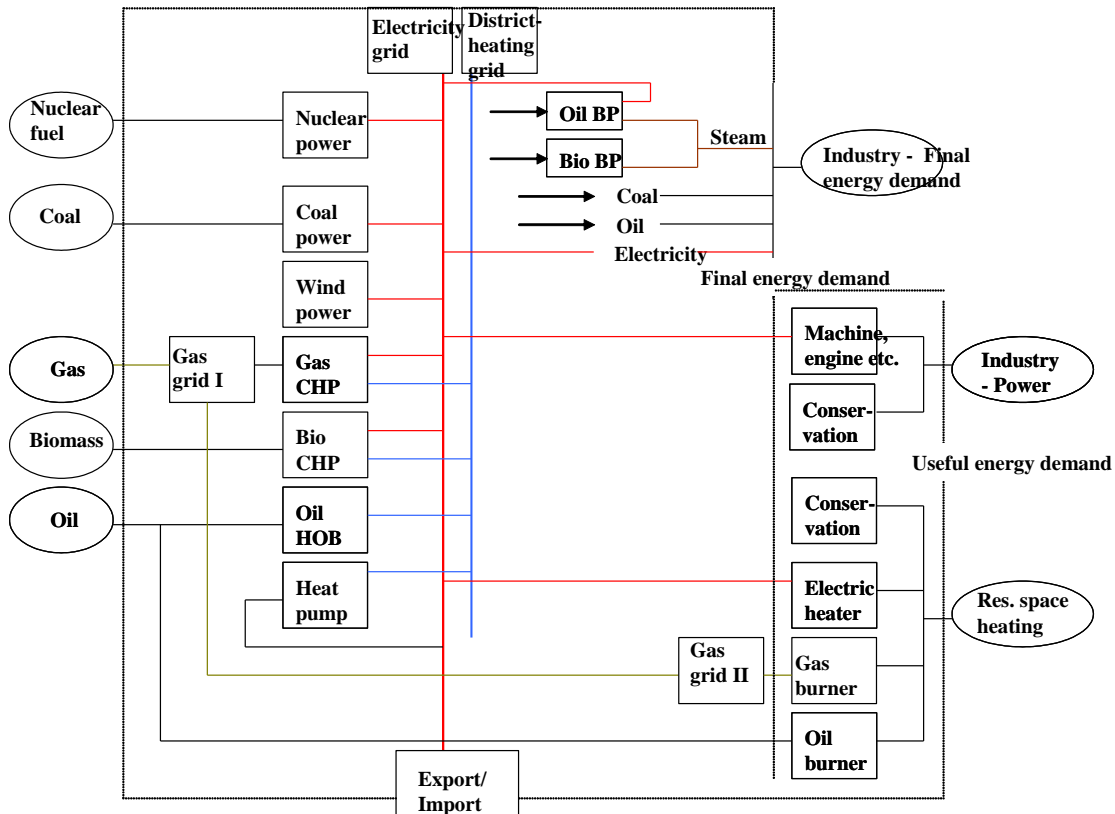 Electricity
grid
District-
heating
grid
Nuclear
fuel
Nuclear
power
Oil BP
Bio BP
Steam
Industry - Final
energy demand
Coal
Coal
power
Coal
Oil
Electricity
Final energy demand
Wind
power
Gas
Gas
grid I
Gas
CHP
Machine,
engine etc.
Industry
- Power
Conser-
vation
Biomass
Bio
CHP
Useful energy demand
Oil
Oil
HOB
Conser-
vation
Heat
pump
Electric
heater
Res. space
heating
Gas
grid II
Gas
burner
Oil
burner
Export/
Import